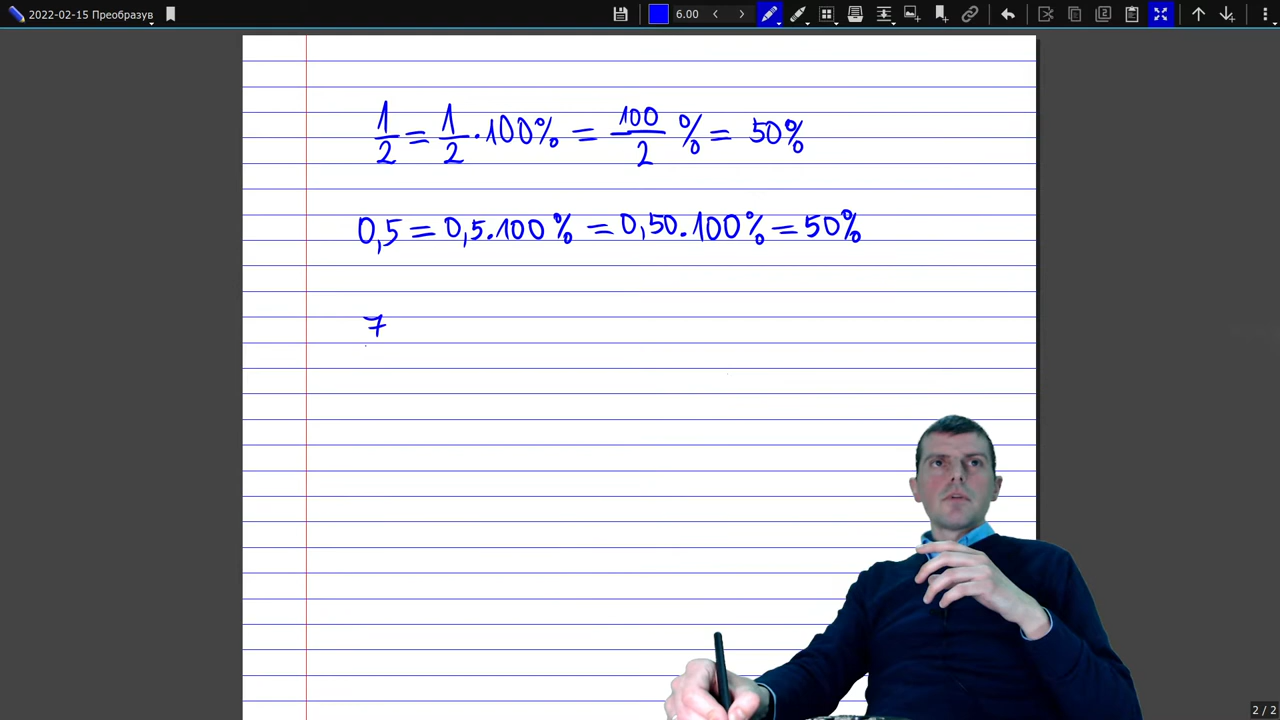 2022-02-15 Преобразув
6.00
1/2 = 1/2 · 100% = 100/2 % = 50%
0,5 = 0,5.100% = 0,50.100% = 50%
7
2 / 2